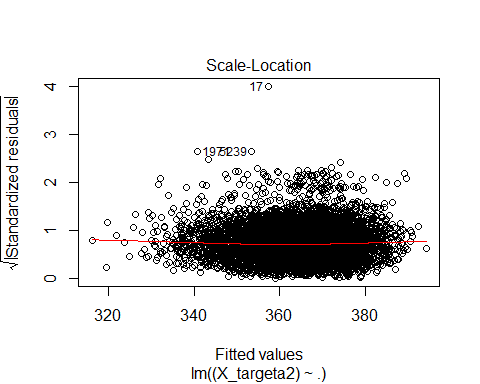 Scale-Location
√|Standardized residuals|
4
3
2
1
0
17
320
340
360
380
Fitted values
lm((X_targeta2) ~ .)